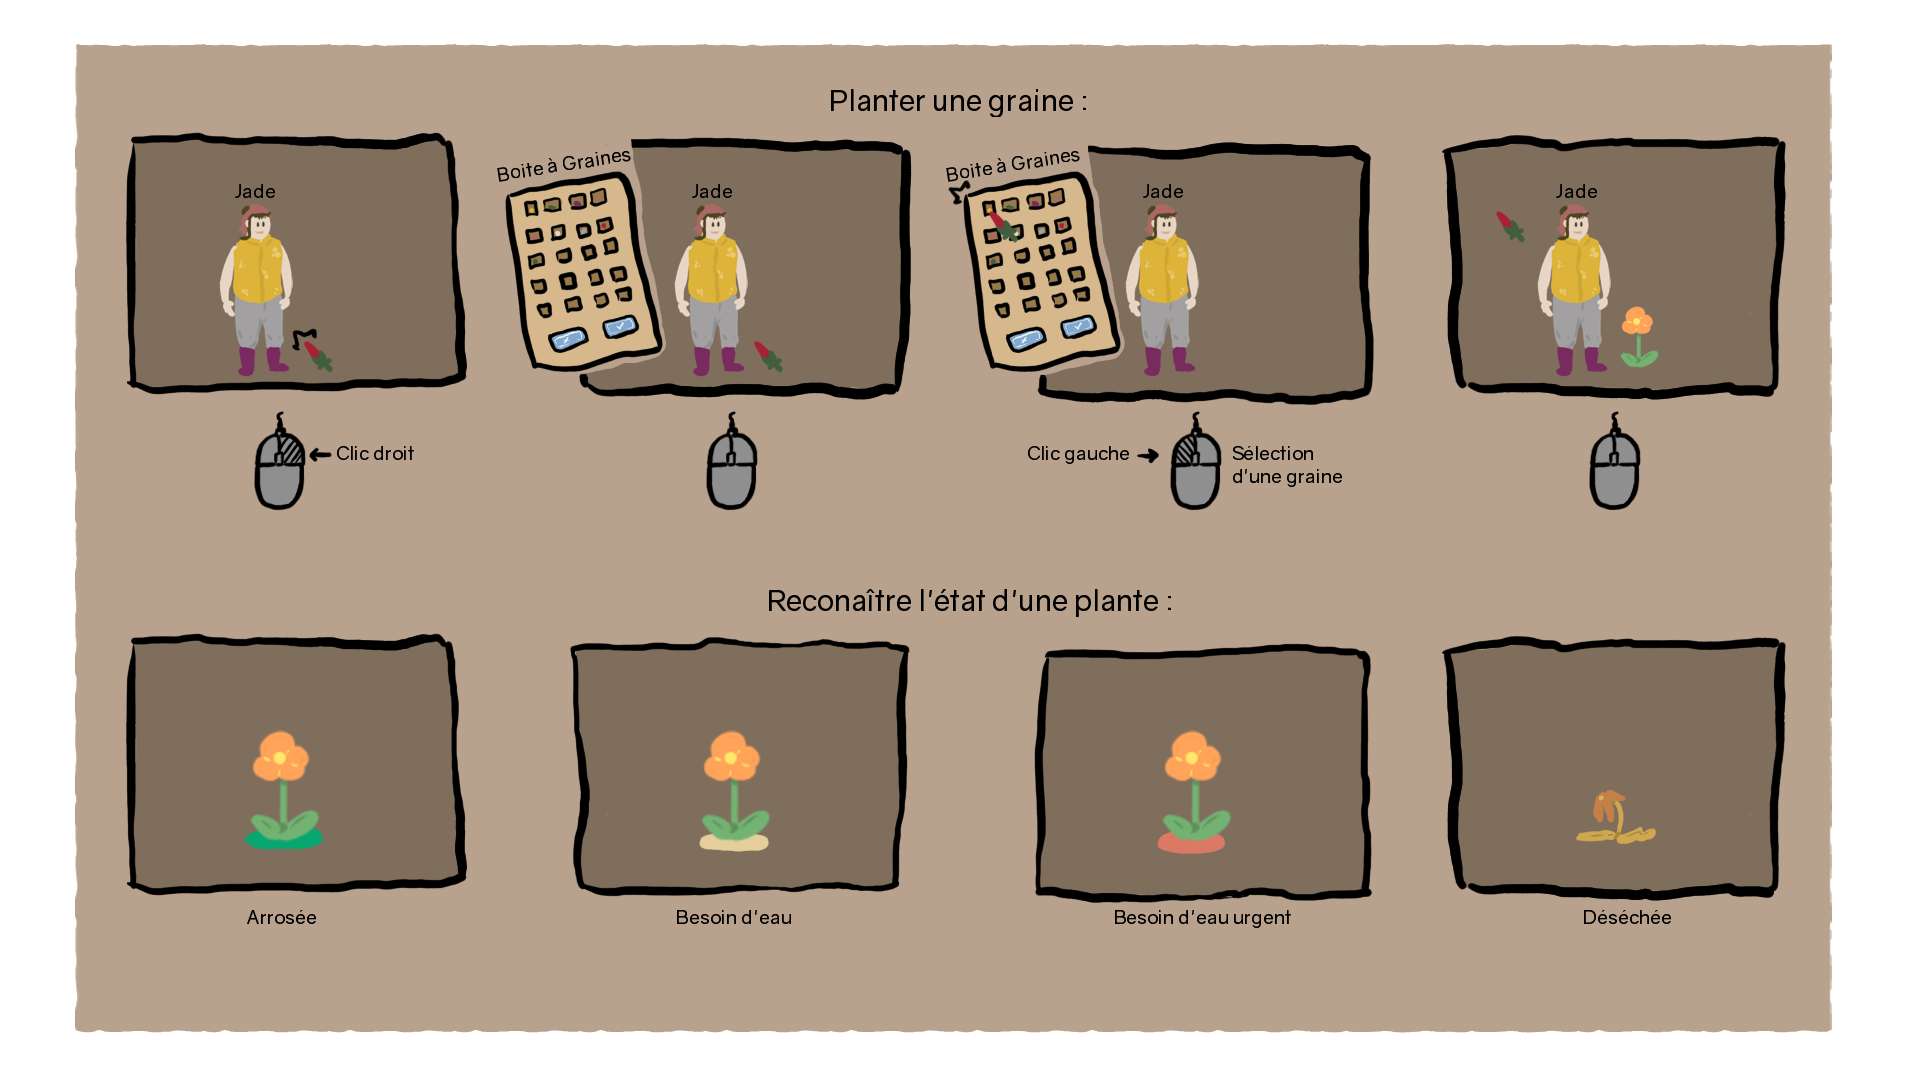 Planter une graine :
Jade
Boite à Graines
Jade
Boite à Graines
Jade
Jade
Clic droit
Clic gauche
Sélection
d'une graine
Reconaître l'état d'une plante :
Arrosée
Besoin d'eau
Besoin d'eau urgent
Déséchée